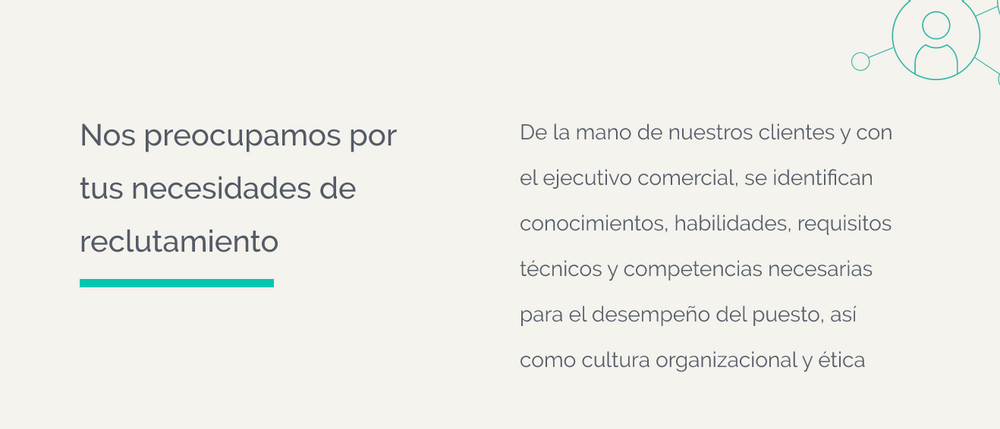 Nos preocupamos por
tus necesidades de
reclutamiento
De la mano de nuestros clientes y con
el ejecutivo comercial, se identifican
conocimientos, habilidades, requisitos
técnicos y competencias necesarias
para el desempeño del puesto, así
como cultura organizacional y ética